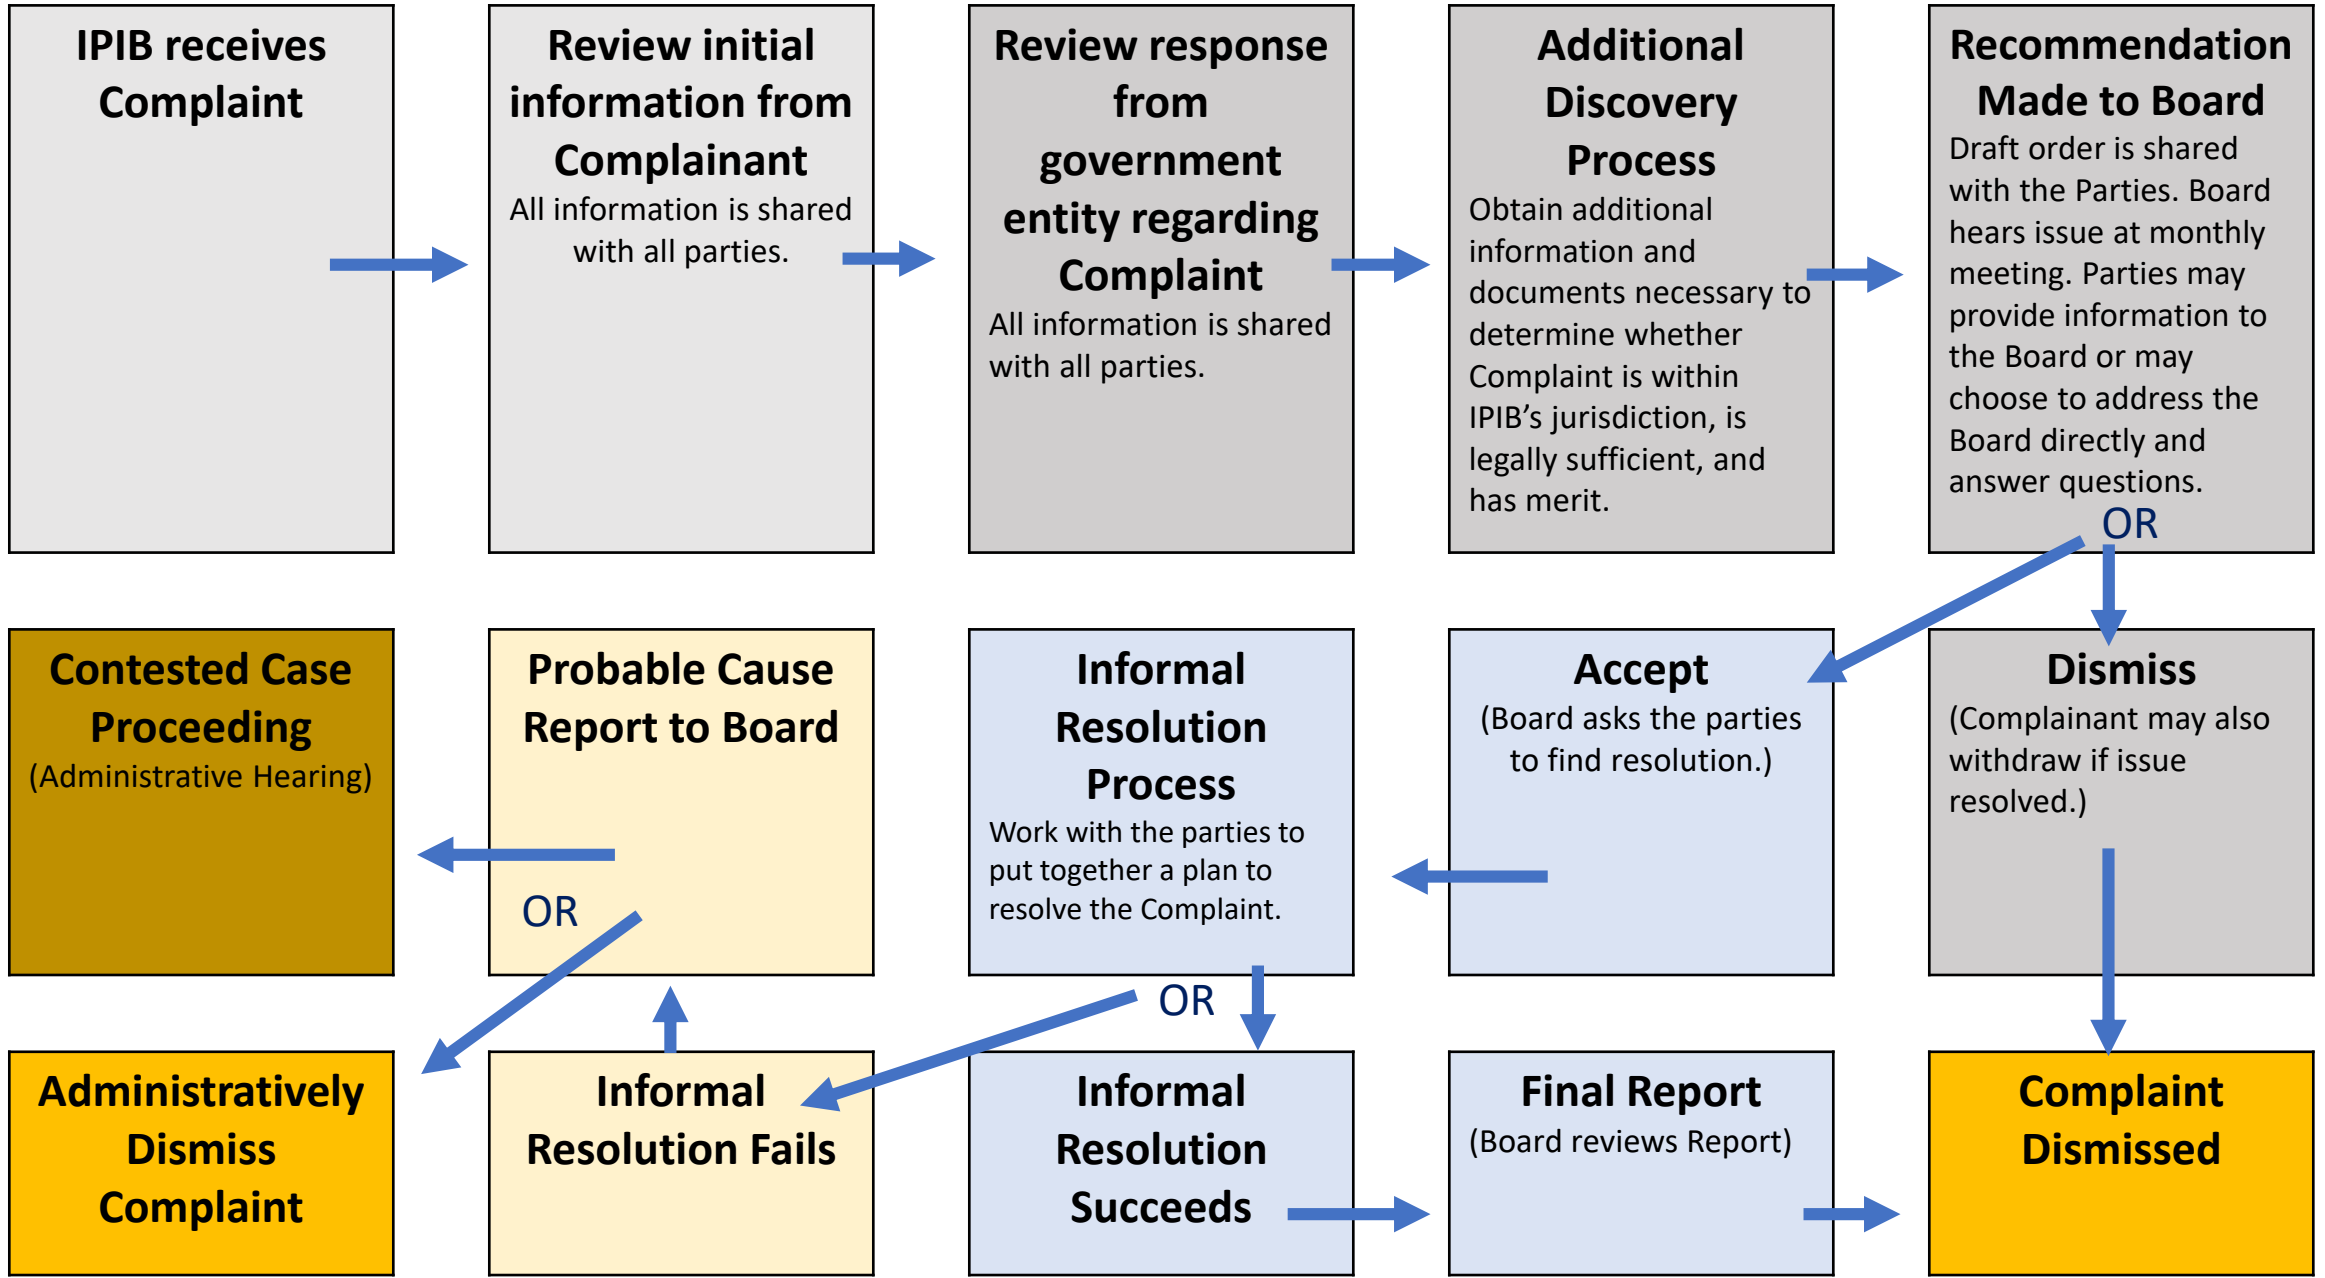 IPIB receives
Complaint
Review initial
information from
Complainant
All information is shared
with all parties.
Review response
from
government
entity regarding
Complaint
All information is shared
with all parties.
Additional
Discovery
Process
Obtain additional
information and
documents necessary to
determine whether
Complaint is within
IPIB’s jurisdiction, is
legally sufficient, and
has merit.
Recommendation
Made to Board
Draft order is shared
with the Parties. Board
hears issue at monthly
meeting. Parties may
provide information to
the Board or may
choose to address the
Board directly and
answer questions.
OR
Contested Case
Proceeding
(Administrative Hearing)
Probable Cause
Report to Board
OR
Informal
Resolution
Process
Work with the parties to
put together a plan to
resolve the Complaint.
OR
Accept
(Board asks the parties
to find resolution.)
Dismiss
(Complainant may also
withdraw if issue
resolved.)
Administratively
Dismiss
Complaint
Informal
Resolution Fails
Informal
Resolution
Succeeds
Final Report
(Board reviews Report)
Complaint
Dismissed